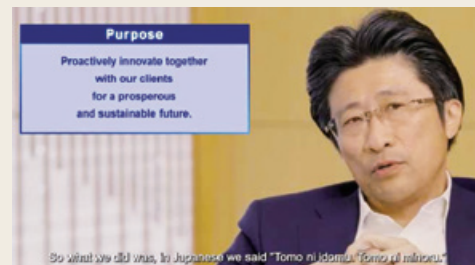 Purpose
Proactively innovate together
with our clients
for a prosperous
and sustainable future.
So what we did was, in Japanese we said "Tomo ni idomu. Tomo ni minoru."